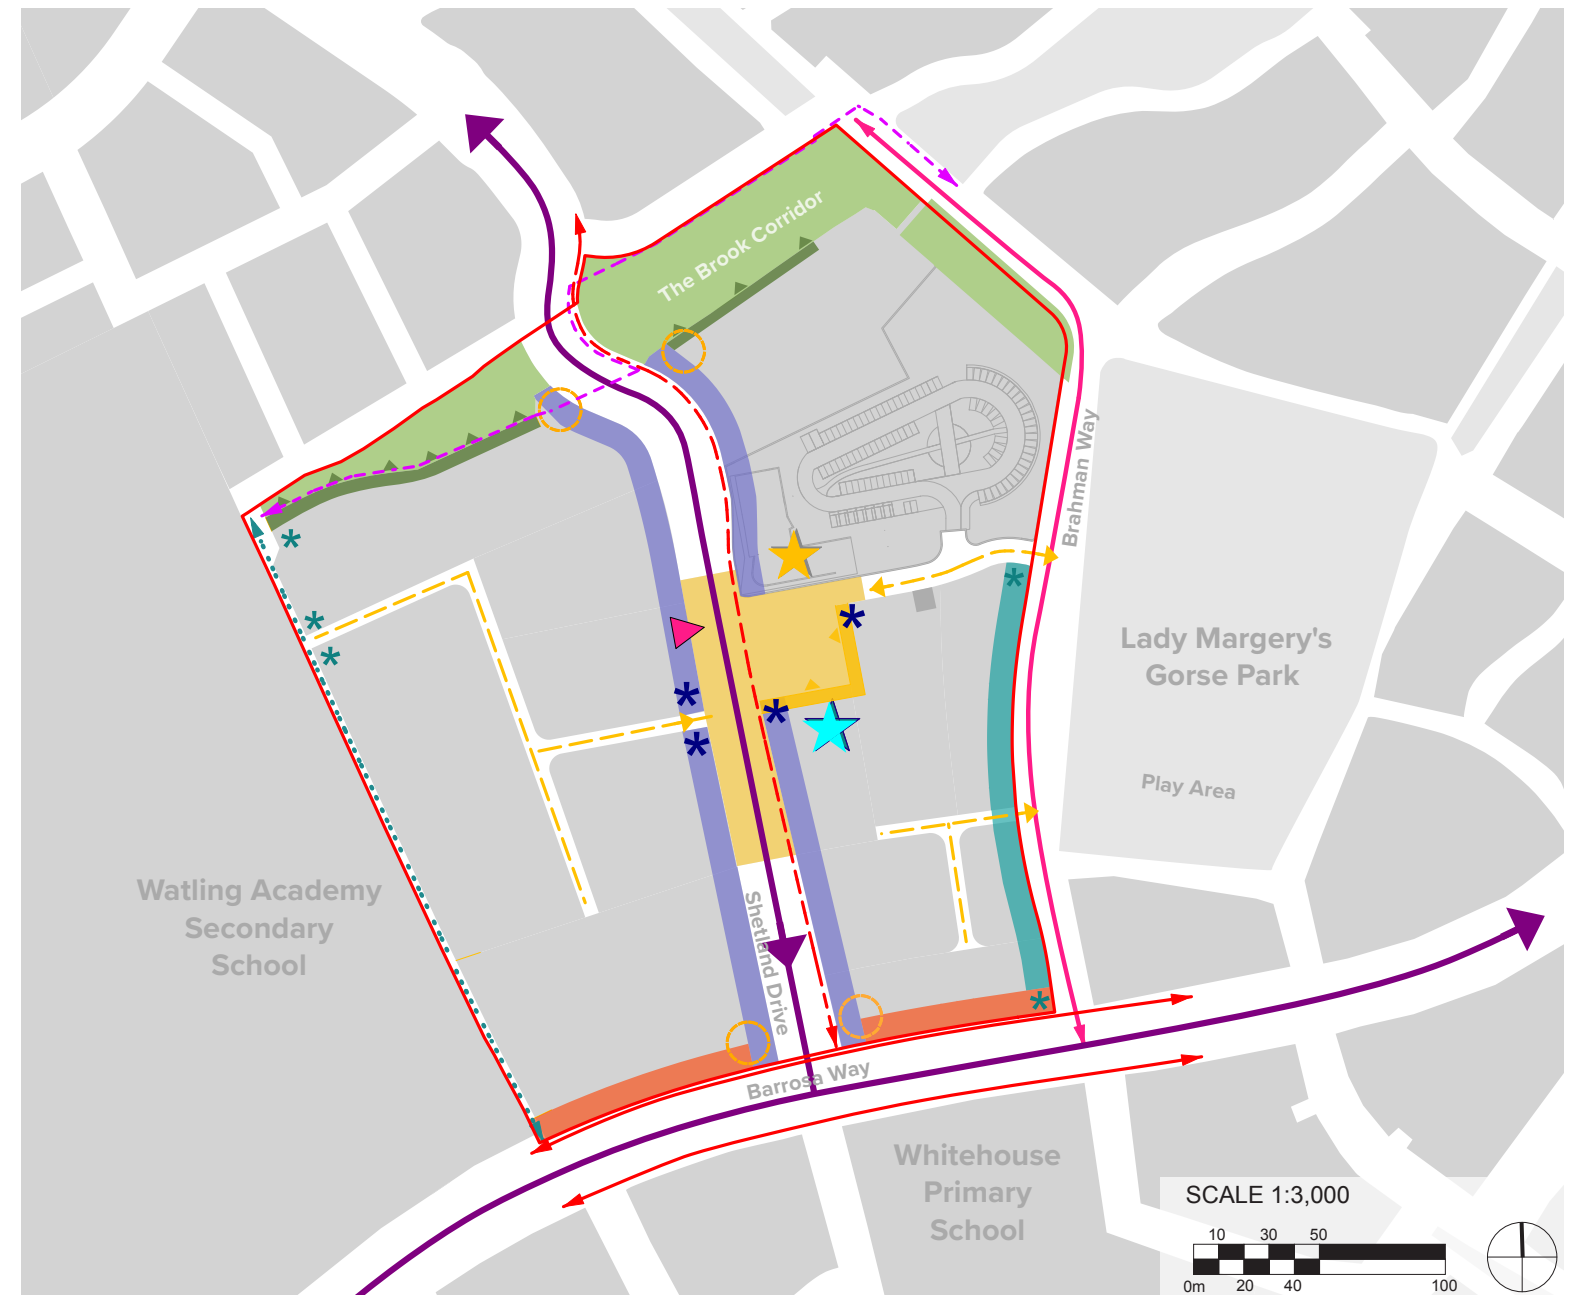 The Brook Corridor
Brahman Way
Lady Margery's
Gorse Park
Play Area
Watling Academy
Secondary
School
Shetland Drive
Barrosa Way
Whitehouse
Primary
School
SCALE 1:3,000
10 30 50
0m 20 40 100